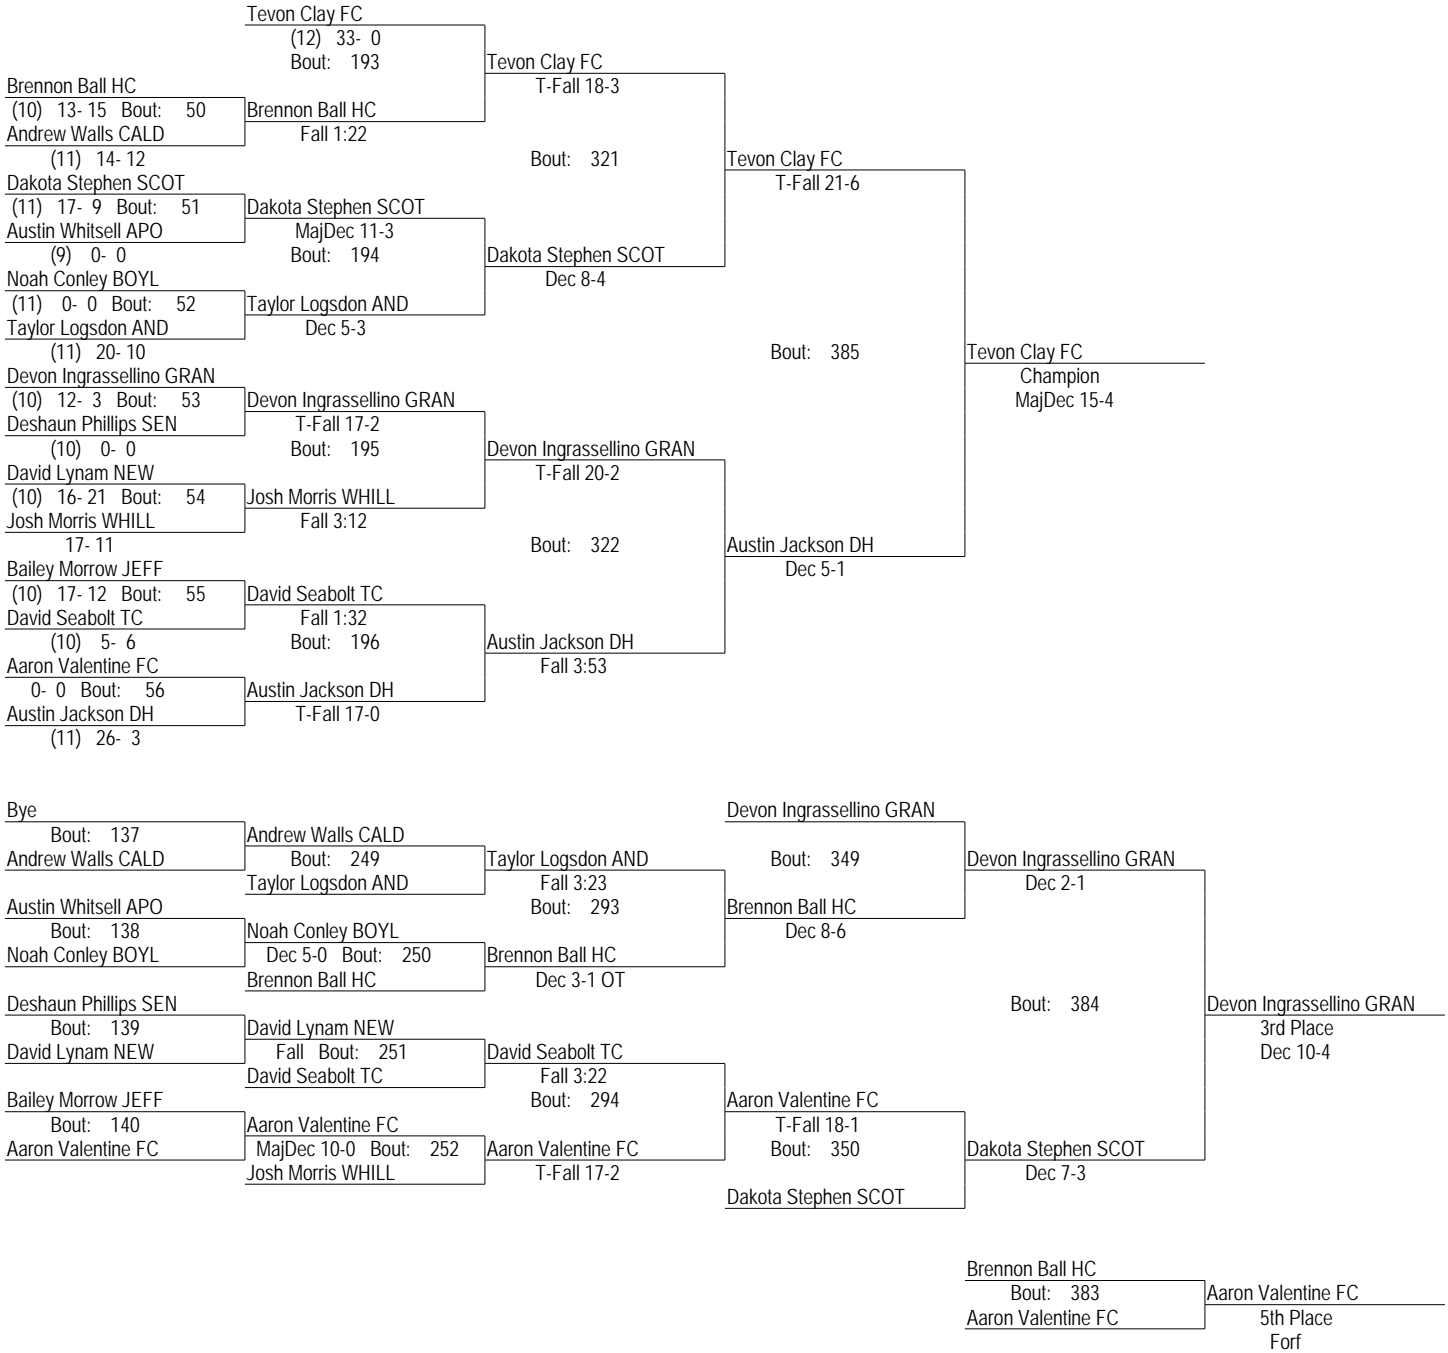 Tevon Clay FC
(12) 33- 0
Bout: 193
Tevon Clay FC
T-Fall 18-3
Brennon Ball HC
(10) 13- 15 Bout: 50
Brennon Ball HC
Andrew Walls CALD
Fall 1:22
(11) 14- 12
Bout: 321
Tevon Clay FC
T-Fall 21-6
Dakota Stephen SCOT
(11) 17- 9 Bout: 51
Dakota Stephen SCOT
Austin Whitsell APO
MajDec 11-3
(9) 0- 0
Bout: 194
Dakota Stephen SCOT
Dec 8-4
Noah Conley BOYL
(11) 0- 0 Bout: 52
Taylor Logsdon AND
Taylor Logsdon AND
Dec 5-3
(11) 20- 10
Bout: 385
Tevon Clay FC
Champion
MajDec 15-4
Devon Ingrassellino GRAN
(10) 12- 3 Bout: 53
Devon Ingrassellino GRAN
Deshaun Phillips SEN
T-Fall 17-2
(10) 0- 0
Bout: 195
Devon Ingrassellino GRAN
T-Fall 20-2
David Lynam NEW
(10) 16- 21 Bout: 54
Josh Morris WHILL
Josh Morris WHILL
Fall 3:12
17- 11
Bout: 322
Austin Jackson DH
Dec 5-1
Bailey Morrow JEFF
(10) 17- 12 Bout: 55
David Seabolt TC
David Seabolt TC
Fall 1:32
(10) 5- 6
Bout: 196
Austin Jackson DH
Fall 3:53
Aaron Valentine FC
0- 0 Bout: 56
Austin Jackson DH
Austin Jackson DH
T-Fall 17-0
(11) 26- 3
Bye
Bout: 137
Andrew Walls CALD
Andrew Walls CALD
Bout: 249
Taylor Logsdon AND
Taylor Logsdon AND
Fall 3:23
Bout: 293
Devon Ingrassellino GRAN
Bout: 349
Devon Ingrassellino GRAN
Dec 2-1
Austin Whitsell APO
Bout: 138
Noah Conley BOYL
Noah Conley BOYL
Dec 5-0 Bout: 250
Brennon Ball HC
Brennon Ball HC
Dec 3-1 OT
Brennon Ball HC
Dec 8-6
Deshaun Phillips SEN
Bout: 139
David Lynam NEW
David Lynam NEW
Fall Bout: 251
David Seabolt TC
David Seabolt TC
Fall 3:22
Bout: 294
Bout: 384
Devon Ingrassellino GRAN
3rd Place
Dec 10-4
Bailey Morrow JEFF
Bout: 140
Aaron Valentine FC
Aaron Valentine FC
MajDec 10-0 Bout: 252
Josh Morris WHILL
Aaron Valentine FC
T-Fall 17-2
Aaron Valentine FC
T-Fall 18-1
Bout: 350
Dakota Stephen SCOT
Dakota Stephen SCOT
Dec 7-3
Brennon Ball HC
Bout: 383
Aaron Valentine FC
Aaron Valentine FC
5th Place
Forf